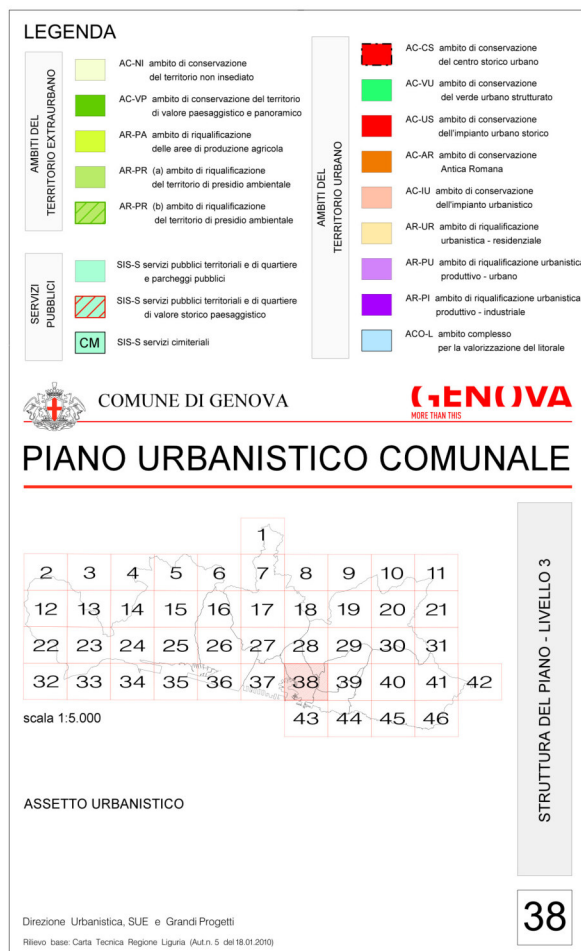 LEGENDA
AMBITI DEL
TERRITORIO EXTRAURBANO
AC-NI ambito di conservazione
del territorio non insediato
AC-VP ambito di conservazione del territorio
di valore paesaggistico e panoramico
AR-PA ambito di riqualificazione
delle aree di produzione agricola
AR-PR (a) ambito di riqualificazione
del territorio di presidio ambientale
AR-PR (b) ambito di riqualificazione
del territorio di presidio ambientale
SERVIZI
PUBBLICI
SIS-S servizi pubblici territoriali e di quartiere
e parcheggi pubblici
SIS-S servizi pubblici territoriali e di quartiere
di valore storico paesaggistico
CM SIS-S servizi cimiteriali
AMBITI DEL
TERRITORIO URBANO
AC-CS ambito di conservazione
del centro storico urbano
AC-VU ambito di conservazione
del verde urbano strutturato
AC-US ambito di conservazione
dell'impianto urbano storico
AC-AR ambito di conservazione
Antica Romana
AC-IU ambito di conservazione
dell'impianto urbanistico
AR-UR ambito di riqualificazione
urbanistica - residenziale
AR-PU ambito di riqualificazione urbanistica
produttivo - urbano
AR-PI ambito di riqualificazione urbanistica
produttivo - industriale
ACO-L ambito complesso
per la valorizzazione del litorale
COMUNE DI GENOVA
GENOVA
MORE THAN THIS
PIANO URBANISTICO COMUNALE
1
2 3 4 5 6 7 8 9 10 11
12 13 14 15 16 17 18 19 20 21
22 23 24 25 26 27 28 29 30 31
32 33 34 35 36 37 38 39 40 41 42
43 44 45 46
scala 1:5.000
ASSETTO URBANISTICO
STRUTTURA DEL PIANO - LIVELLO 3
Direzione Urbanistica, SUE e Grandi Progetti
Rilievo base: Carta Tecnica Regione Liguria (Aut.n. 5 del 18.01.2010)
38